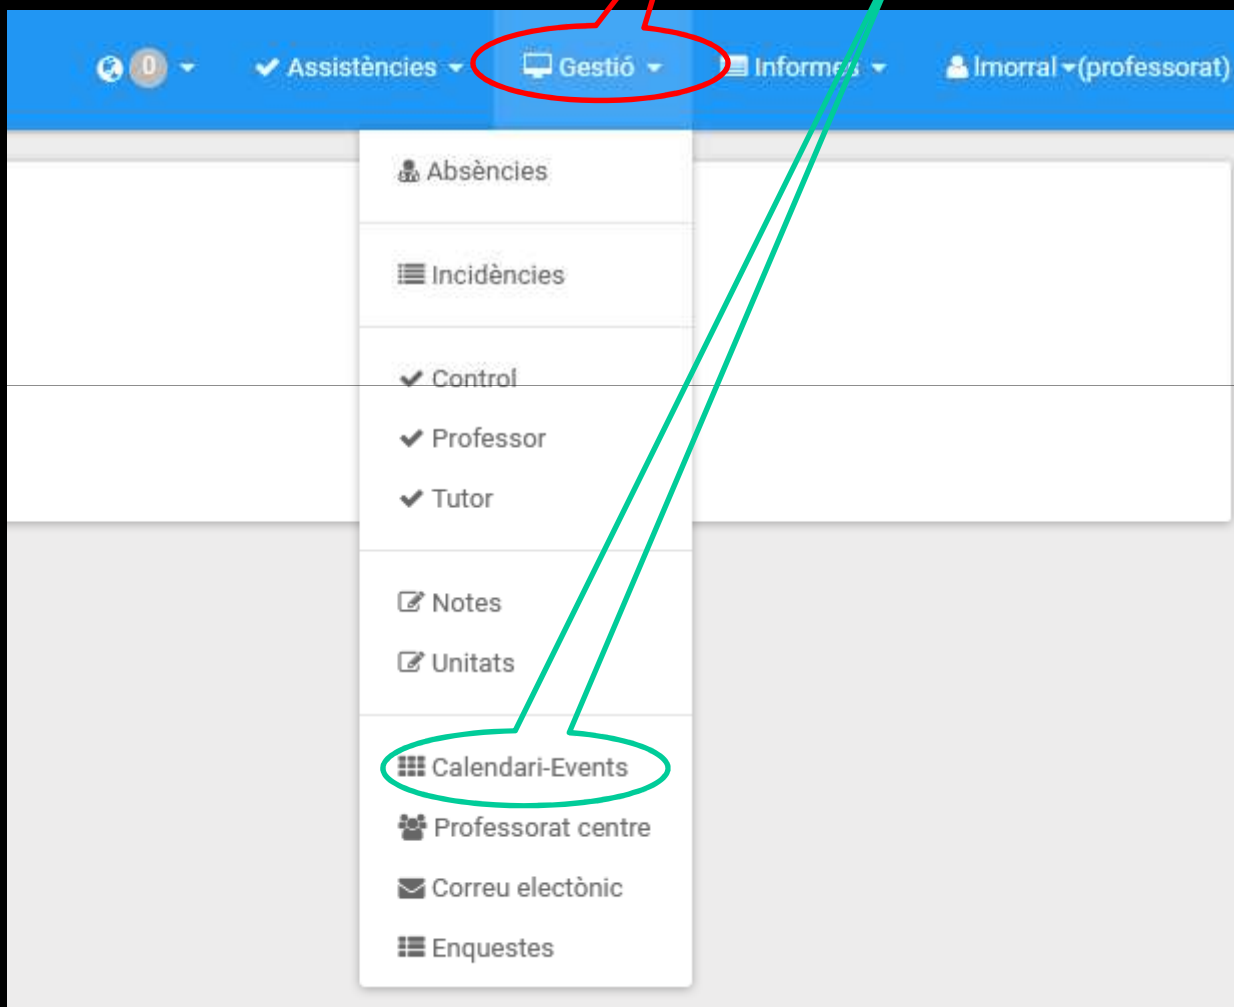 0 Assistències Gestió Informes lmorral (professorat)
Absències
Incidències
Control
Professor
Tutor
Notes
Unitats
Calendari-Events
Professorat centre
Correu electònic
Enquestes